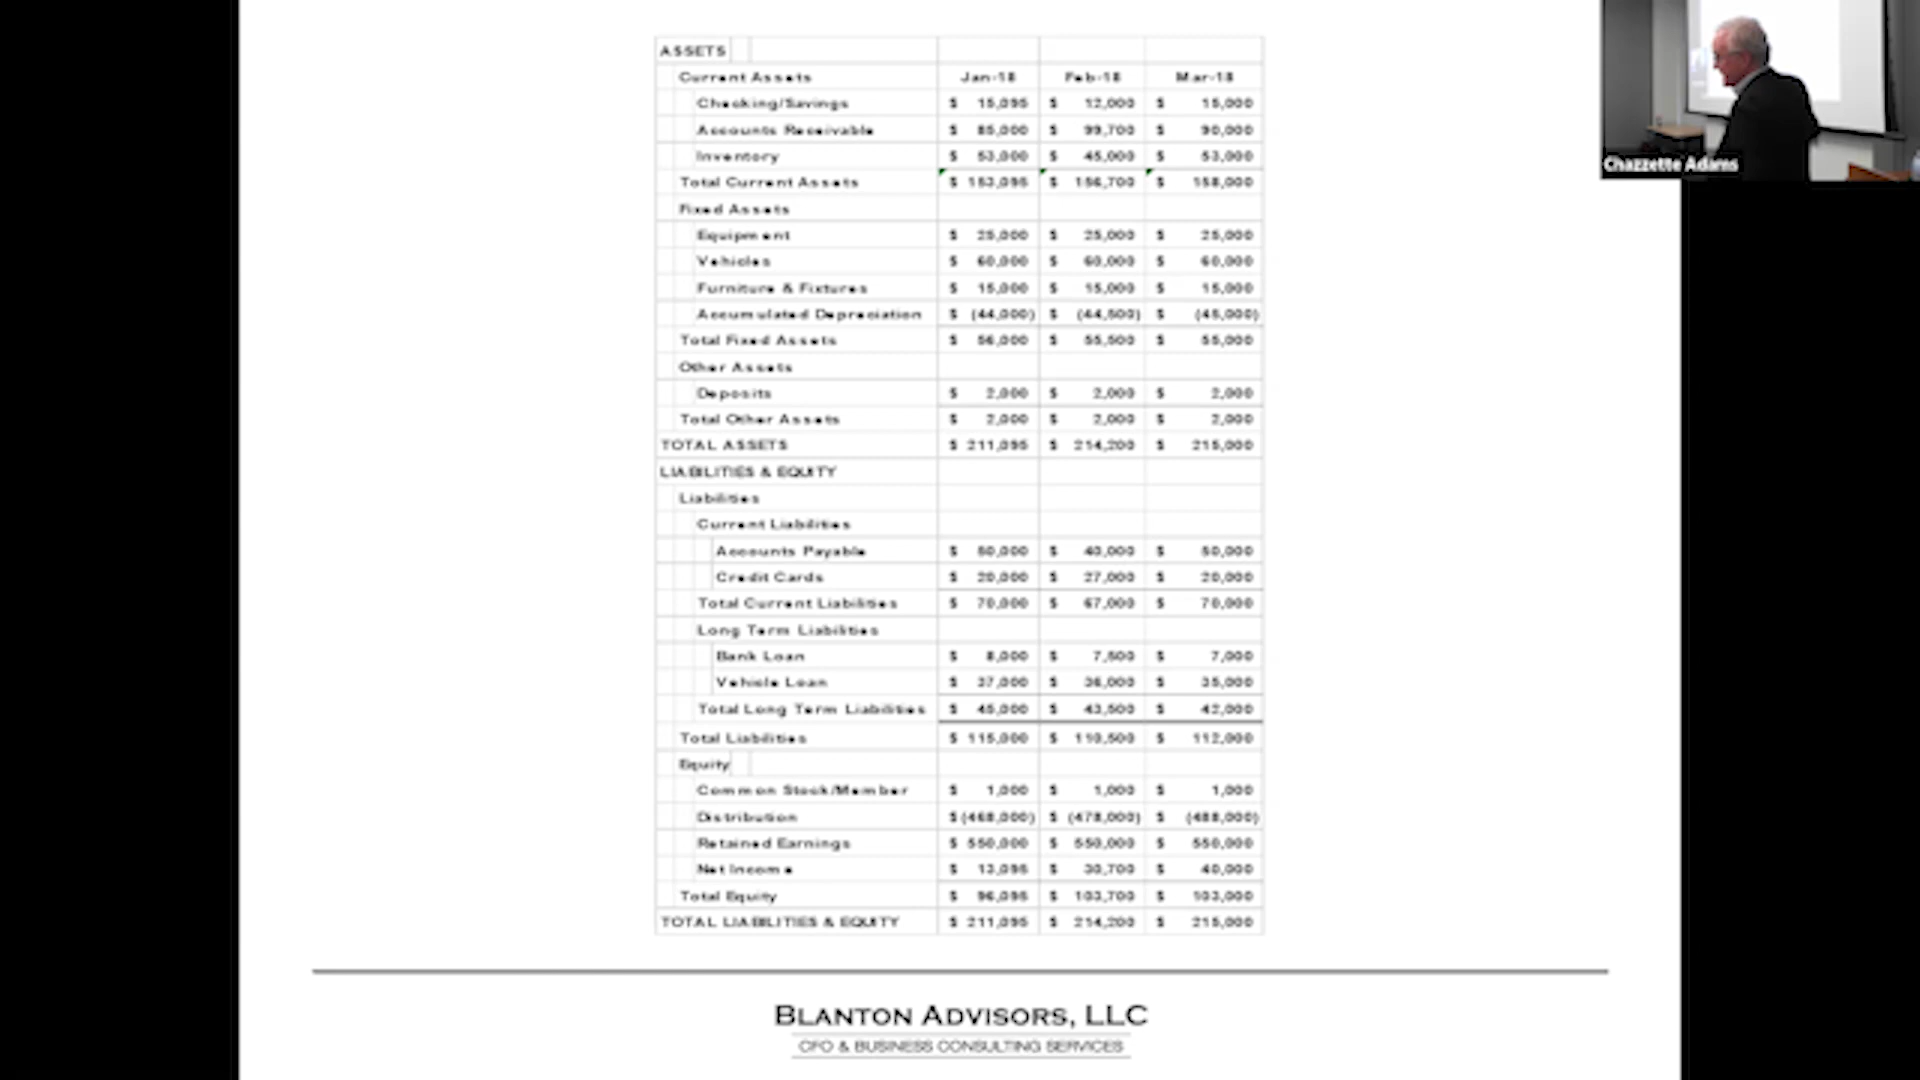 ASSETS
Current Assets Jan-18 Feb-18 Mar-18
Checking/Savings $ 15,095 $ 12,000 $ 15,000
Accounts Receivable $ 85,000 $ 99,700 $ 90,000
Inventory $ 53,000 $ 45,000 $ 53,000
Total Current Assets $ 153,095 $ 156,700 $ 158,000
Fixed Assets
Equipment $ 25,000 $ 25,000 $ 25,000
Vehicles $ 60,000 $ 60,000 $ 60,000
Furniture & Fixtures $ 15,000 $ 15,000 $ 15,000
Accumulated Depreciation $ (44,000) $ (44,500) $ (45,000)
Total Fixed Assets $ 56,000 $ 55,500 $ 55,000
Other Assets
Deposits $ 2,000 $ 2,000 $ 2,000
Total Other Assets $ 2,000 $ 2,000 $ 2,000
TOTAL ASSETS $ 211,095 $ 214,200 $ 215,000
LIABILITIES & EQUITY
Liabilities
Current Liabilities
Accounts Payable $ 50,000 $ 40,000 $ 50,000
Credit Cards $ 20,000 $ 27,000 $ 20,000
Total Current Liabilities $ 70,000 $ 67,000 $ 70,000
Long Term Liabilities
Bank Loan $ 8,000 $ 7,500 $ 7,000
Vehicle Loan $ 37,000 $ 36,000 $ 35,000
Total Long Term Liabilities $ 45,000 $ 43,500 $ 42,000
Total Liabilities $ 115,000 $ 110,500 $ 112,000
Equity
Common Stock/Member $ 1,000 $ 1,000 $ 1,000
Distribution $ (468,000) $ (478,000) $ (488,000)
Retained Earnings $ 550,000 $ 550,000 $ 550,000
Net Income $ 13,095 $ 30,700 $ 40,000
Total Equity $ 96,095 $ 103,700 $ 103,000
TOTAL LIABILITIES & EQUITY $ 211,095 $ 214,200 $ 215,000
BLANTON ADVISORS, LLC
CFO & BUSINESS CONSULTING SERVICES
Chazzette Adams